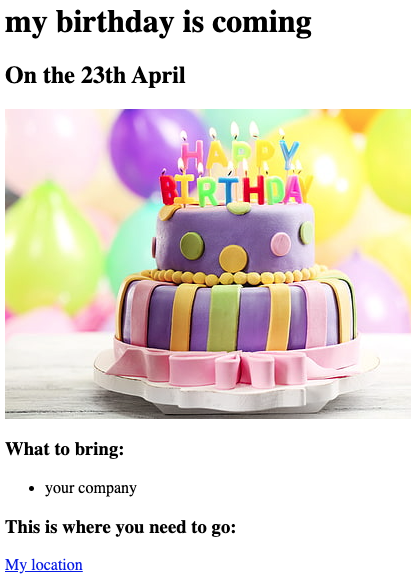 my birthday is coming
On the 23th April
HAPPY
BIRTHDAY
What to bring:
your company
This is where you need to go:
My location